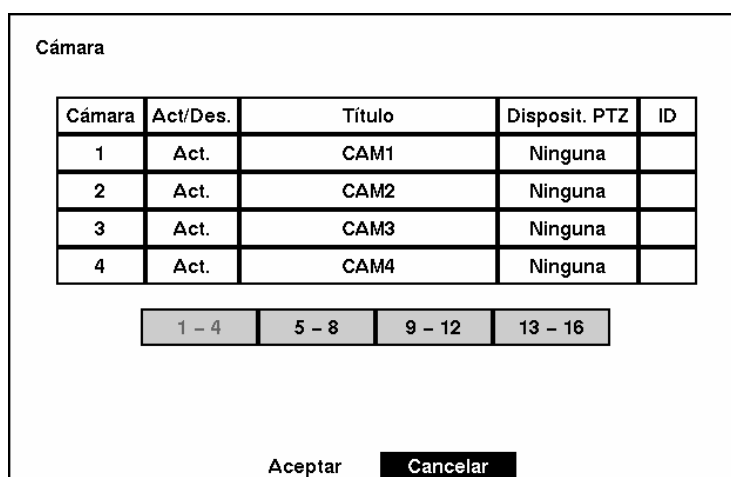 Cámara
Cámara Act/Des. Título Disposit. PTZ ID
1 Act. CAM1 Ninguna
2 Act. CAM2 Ninguna
3 Act. CAM3 Ninguna
4 Act. CAM4 Ninguna
1 – 4 5 – 8 9 – 12 13 – 16
Aceptar Cancelar